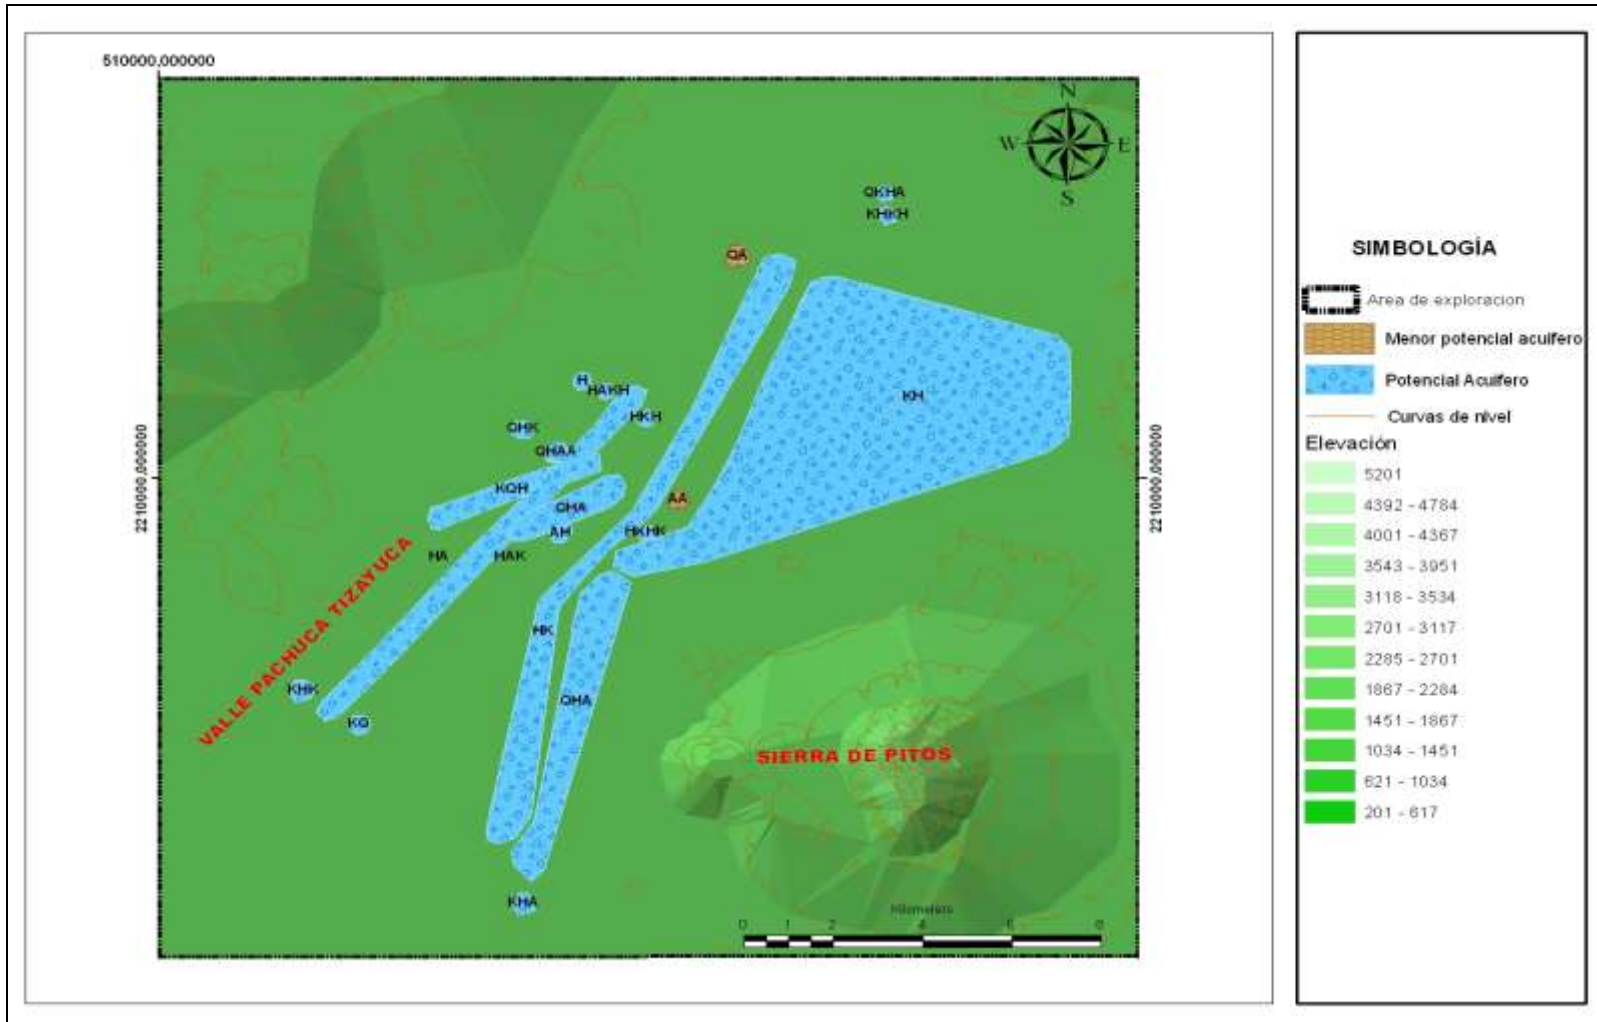 510000,000000
N
W
E
S
QKHA
KHKH
QA
KH
H
HAKH
HKH
QHK
QHAA
KQH
QHA
AA
AH
HKHK
HA
HAK
2210000,000000
2210000,000000
VALLE PACHUCA TIZAYUCA
HK
KHK
QHA
KQ
SIERRA DE PITOS
KHA
Kilometers
0 1 2 4 6 8
SIMBOLOGÍA
Area de exploracion
Menor potencial acuifero
Potencial Acuifero
Curvas de nivel
Elevación
5201
4392 - 4784
4001 - 4367
3543 - 3951
3118 - 3534
2701 - 3117
2285 - 2701
1867 - 2284
1451 - 1867
1034 - 1451
621 - 1034
201 - 617